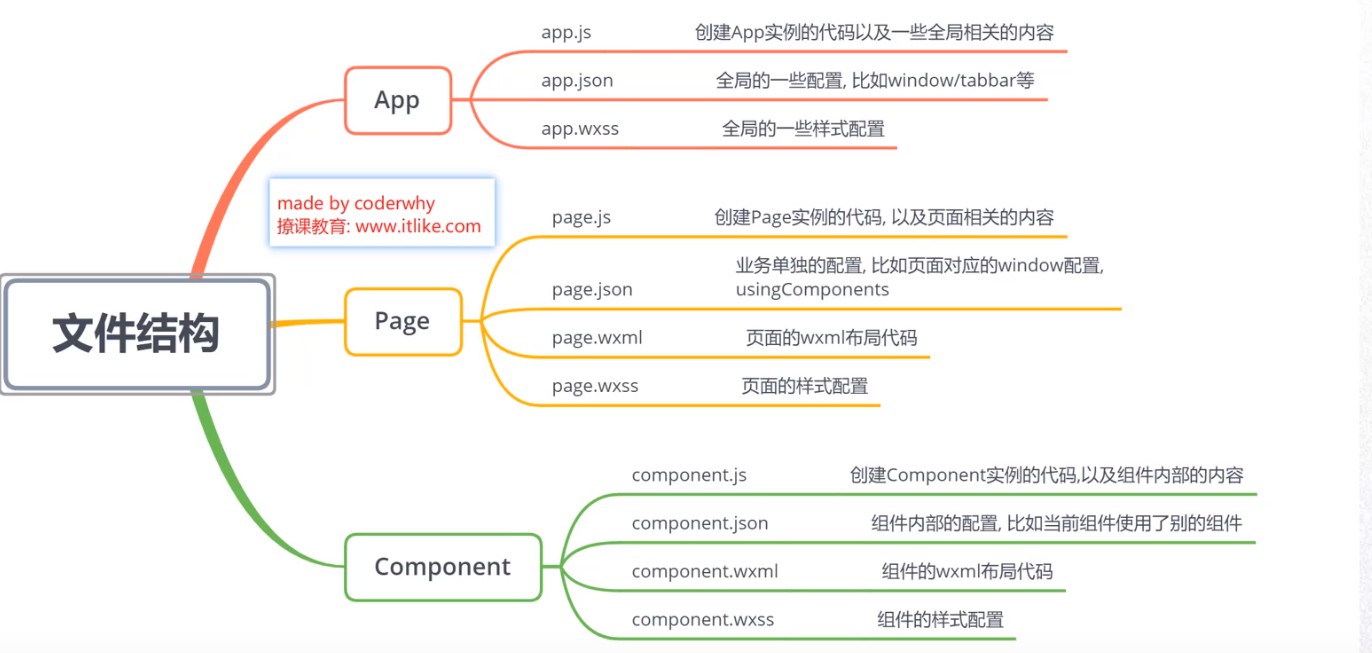 app.js 创建App实例的代码以及一些全局相关的内容
app.json 全局的一些配置, 比如window/tabbar等
App
app.wxss 全局的一些样式配置
made by coderwhy
撩课教育: www.itlike.com
page.js 创建Page实例的代码, 以及页面相关的内容
业务单独的配置, 比如页面对应的window配置,
page.json usingComponents
文件结构
Page
page.wxml 页面的wxml布局代码
page.wxss 页面的样式配置
component.js 创建Component实例的代码,以及组件内部的内容
component.json 组件内部的配置, 比如当前组件使用了别的组件
Component
component.wxml 组件的wxml布局代码
component.wxss 组件的样式配置